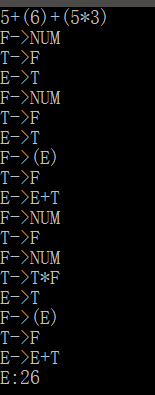 5+(6)+(5*3)
F->NUM
T->F
E->T
F->NUM
T->F
E->T
F->(E)
T->F
E->E+T
F->NUM
T->F
F->NUM
T->T*F
E->T
F->(E)
T->F
E->E+T
E:26